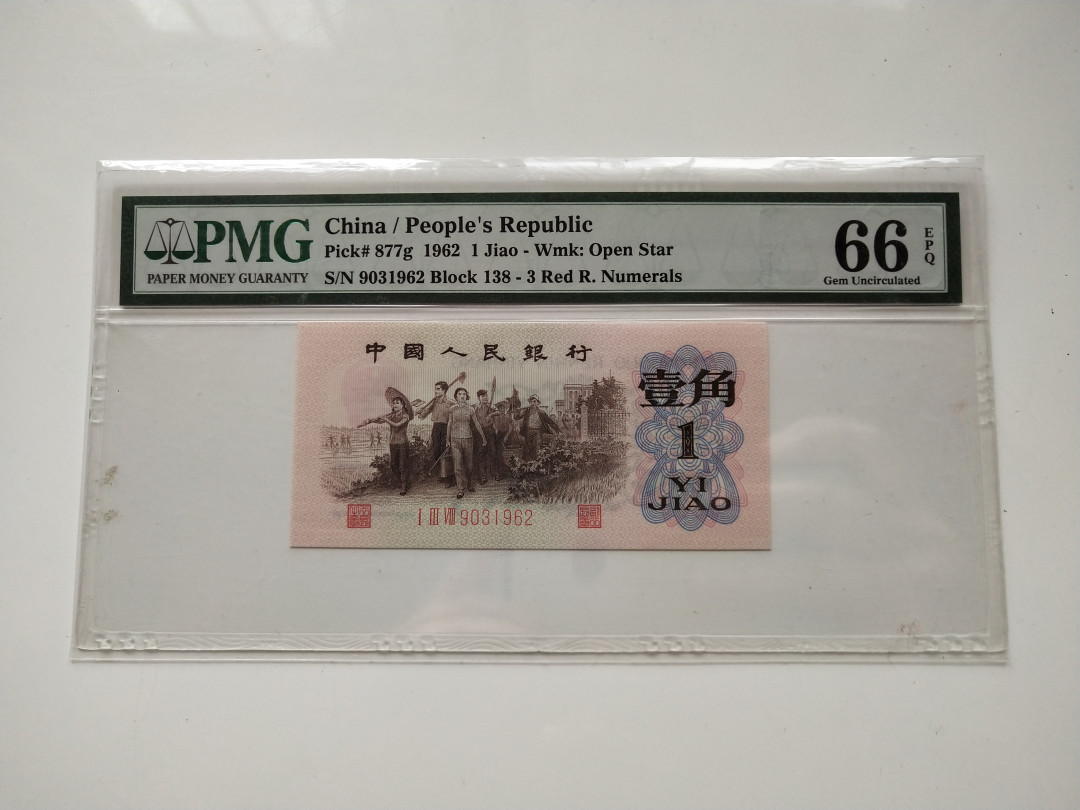 PMG
PAPER MONEY GUARANTY
China / People's Republic
Pick# 877g 1962 1 Jiao - Wmk: Open Star
S/N 9031962 Block 138 - 3 Red R. Numerals
66
EPQ
Gem Uncirculated
中國人民銀行
壹角
1
YI
JIAO
I III VIII 9031962